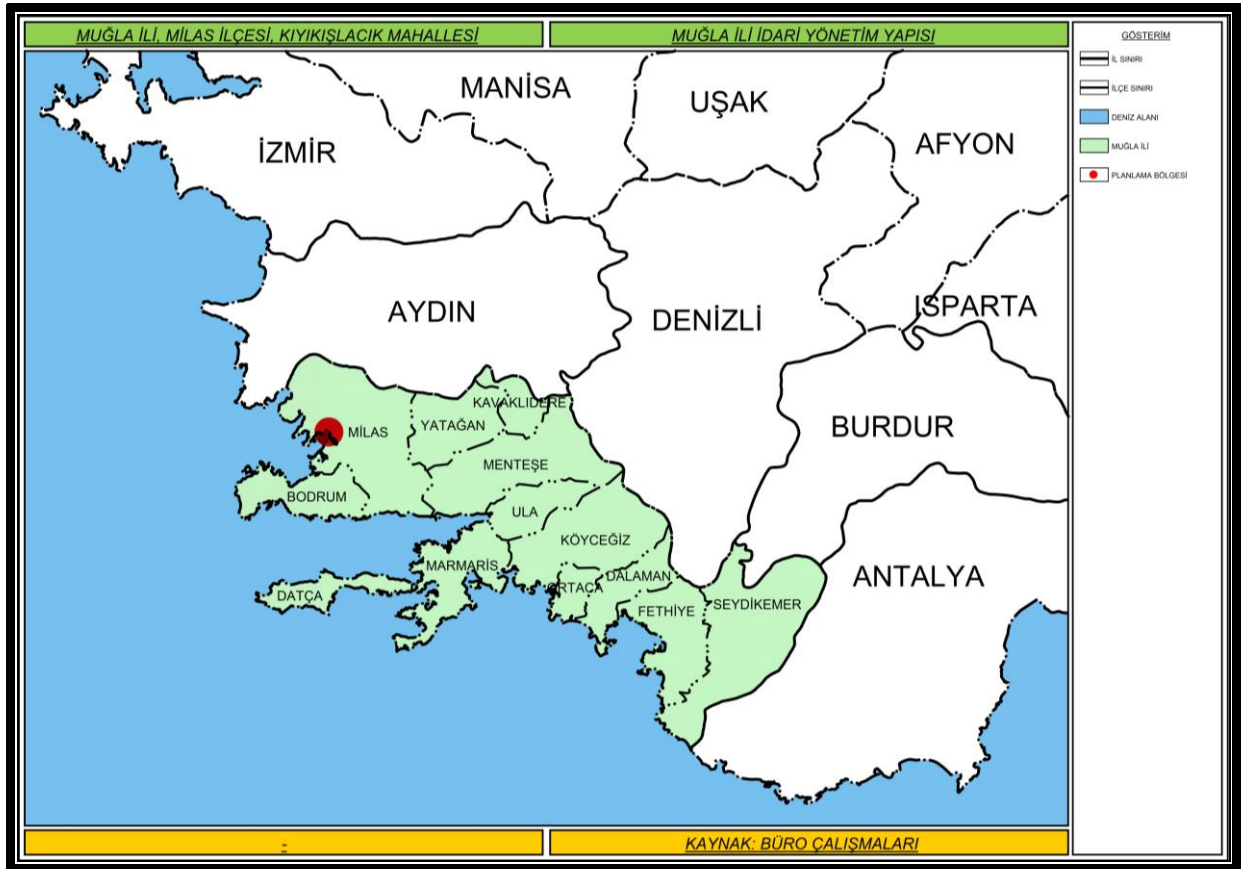 MUĞLA İLİ, MİLAS İLÇESİ, KIYIKIŞLACIK MAHALLESİ
MUĞLA İLİ İDARİ YÖNETİM YAPISI
GÖSTERİM
İL SINIRI
İLÇE SINIRI
DENİZ ALANI
MUĞLA İLİ
PLANLAMA BÖLGESİ
MANİSA
UŞAK
AFYON
İZMİR
ISPARTA
AYDIN
DENİZLİ
KAVAKLIDERE
YATAĞAN
MİLAS
BURDUR
MENTEŞE
BODRUM
ULA
KÖYCEĞİZ
MARMARİS
DALAMAN
ORTACA
ANTALYA
DATÇA
FETHİYE
SEYDİKEMER
-
KAYNAK: BÜRO ÇALIŞMALARI